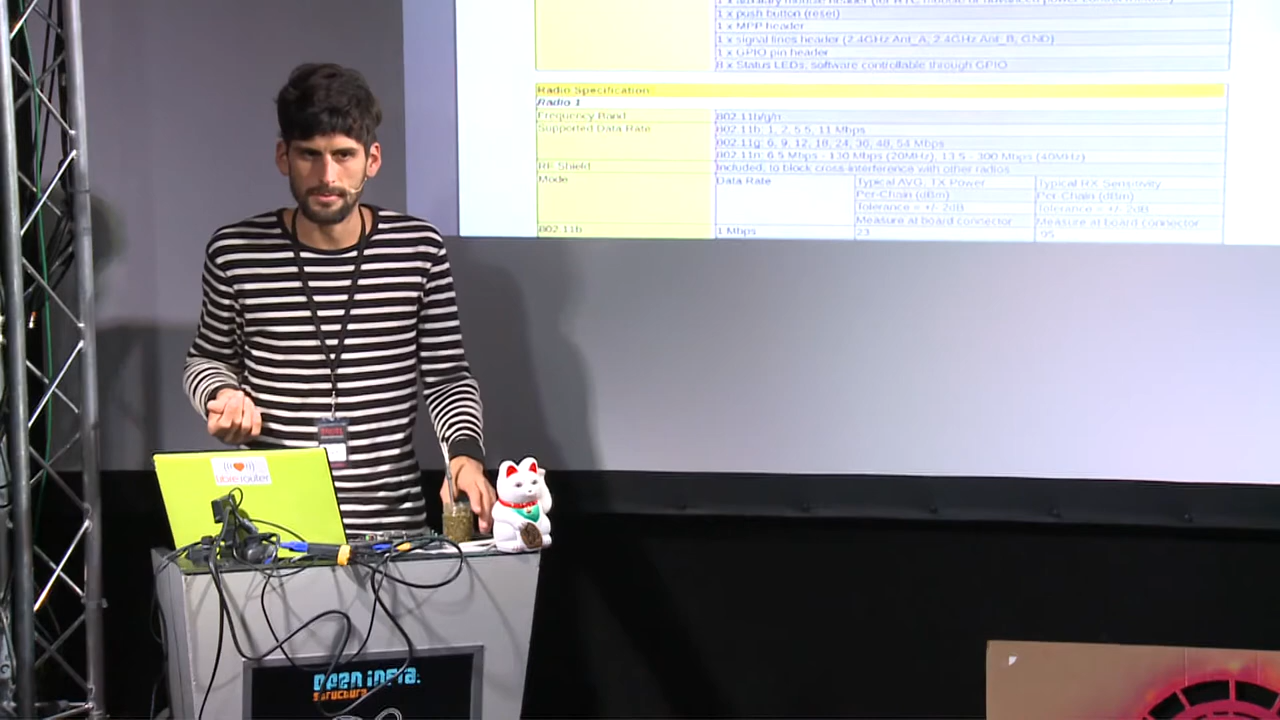 1 x push button (reset)
1 x MPP header
1 x signal lines header (2.4GHz Ant_A, 2.4GHz Ant_B, GND)
1 x GPIO pin header
8 x Status LEDs, software controllable through GPIO
Radio Specification
Radio 1
Frequency Band 802.11b/g/n
Supported Data Rate 802.11b: 1, 2, 5.5, 11 Mbps
802.11g: 6, 9, 12, 18, 24, 36, 48, 54 Mbps
802.11n: 6.5 Mbps - 130 Mbps (20MHz), 13.5 - 300 Mbps (40MHz)
RF Shield Included, to block cross-interference with other radios
Mode Data Rate Typical AVG. TX Power Typical RX Sensitivity
Per-Chain (dBm) Per-Chain (dBm)
Tolerance = +/- 2dB Tolerance = +/- 2dB
Measure at board connector Measure at board connector
802.11b 1 Mbps 23 -95
libre router
open infra:
structure